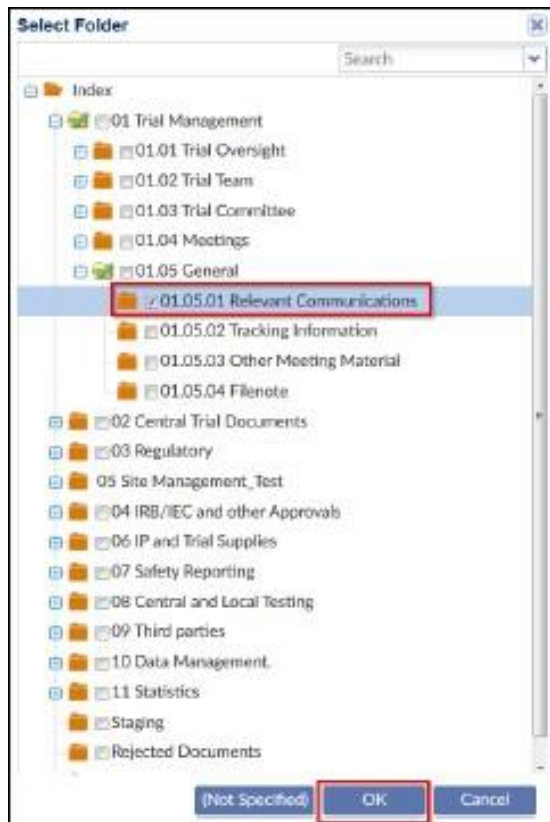 Select Folder
Search
Index
01 Trial Management
01.01 Trial Oversight
01.02 Trial Team
01.03 Trial Committee
01.04 Meetings
01.05 General
01.05.01 Relevant Communications
01.05.02 Tracking Information
01.05.03 Other Meeting Material
01.05.04 Filenote
02 Central Trial Documents
03 Regulatory
05 Site Management_Test
04 IRB/IEC and other Approvals
06 IP and Trial Supplies
07 Safety Reporting
08 Central and Local Testing
09 Third parties
10 Data Management.
11 Statistics
Staging
Rejected Documents
(Not Specified) OK Cancel